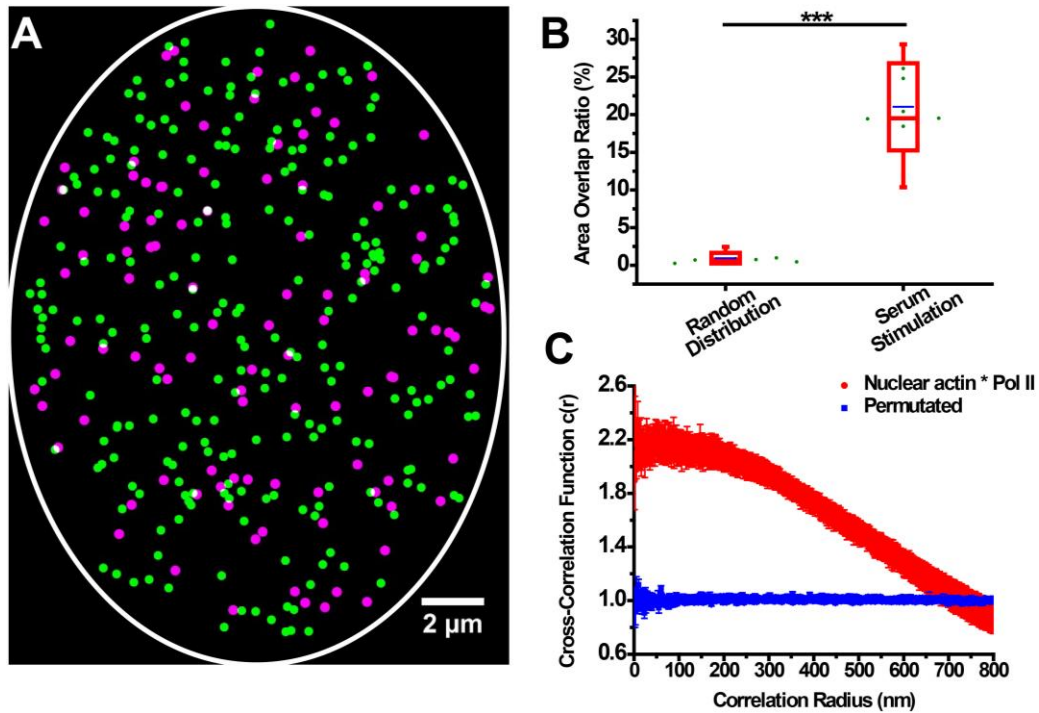 A
2 μm
B
***
Area Overlap Ratio (%)
30
25
20
15
10
5
0
Random
Distribution
Serum
Stimulation
C
Cross-Correlation Function c(r)
2.6
2.2
1.8
1.4
1.0
0.6
Nuclear actin * Pol II
Permutated
0 100 200 300 400 500 600 700 800
Correlation Radius (nm)